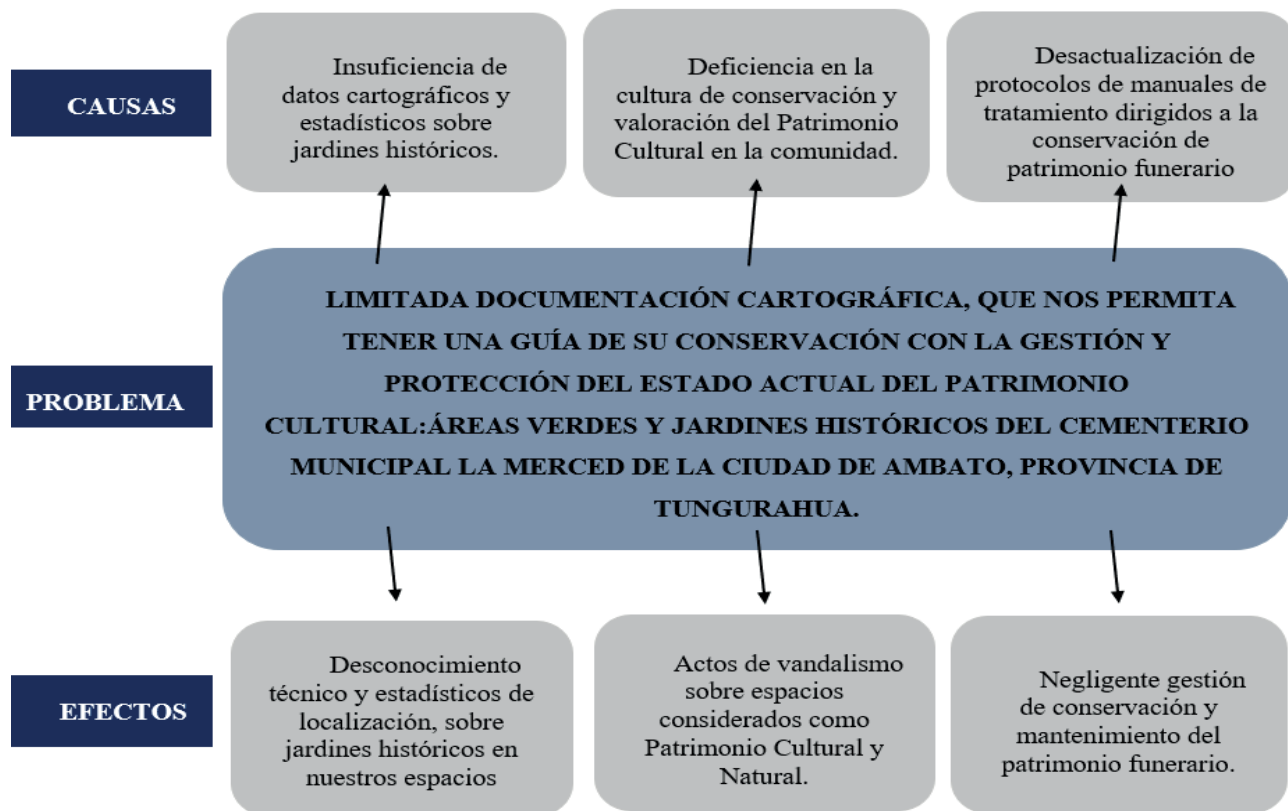 CAUSAS
Insuficiencia de
datos cartográficos y
estadísticos sobre
jardines históricos.
Deficiencia en la
cultura de conservación y
valoración del Patrimonio
Cultural en la comunidad.
Desactualización de
protocolos de manuales de
tratamiento dirigidos a la
conservación de
patrimonio funerario
PROBLEMA
LIMITADA DOCUMENTACIÓN CARTOGRÁFICA, QUE NOS PERMITA
TENER UNA GUÍA DE SU CONSERVACIÓN CON LA GESTIÓN Y
PROTECCIÓN DEL ESTADO ACTUAL DEL PATRIMONIO
CULTURAL:ÁREAS VERDES Y JARDINES HISTÓRICOS DEL CEMENTERIO
MUNICIPAL LA MERCED DE LA CIUDAD DE AMBATO, PROVINCIA DE
TUNGURAHUA.
EFECTOS
Desconocimiento
técnico y estadísticos de
localización, sobre
jardines históricos en
nuestros espacios
Actos de vandalismo
sobre espacios
considerados como
Patrimonio Cultural y
Natural.
Negligente gestión
de conservación y
mantenimiento del
patrimonio funerario.